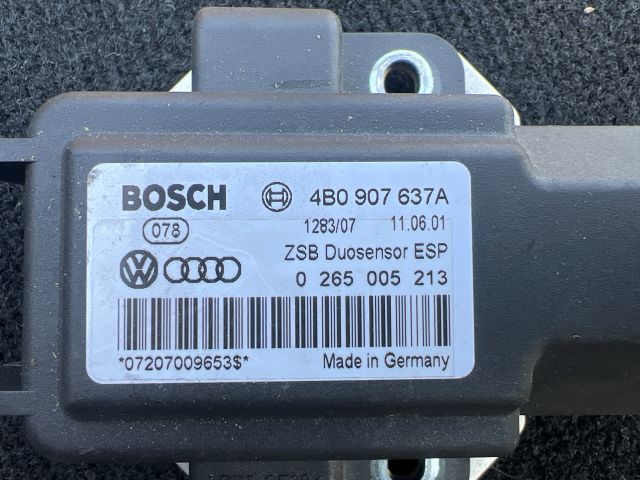 BOSCH 4B0 907 637A
078 1283/07 11.06.01
ZSB Duosensor ESP
0 265 005 213
*07207009653$* Made in Germany